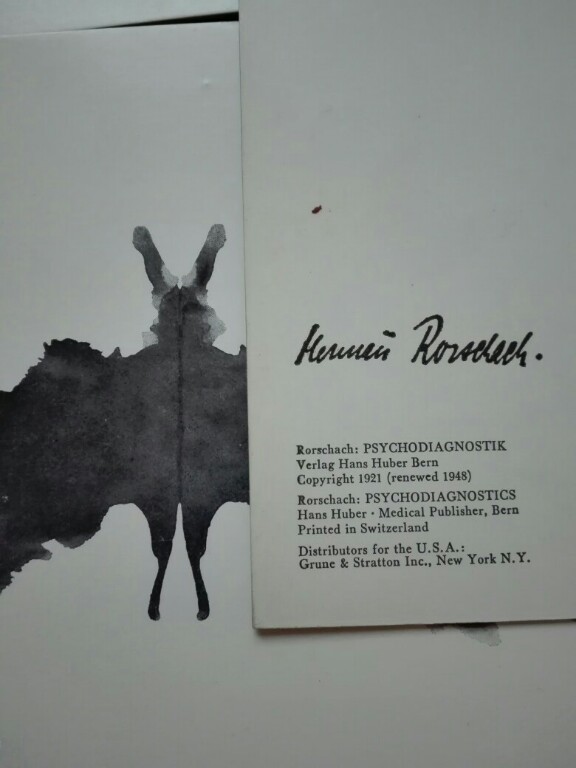 Hermann Rorschach.
Rorschach: PSYCHODIAGNOSTIK
Verlag Hans Huber Bern
Copyright 1921 (renewed 1948)
Rorschach: PSYCHODIAGNOSTICS
Hans Huber · Medical Publisher, Bern
Printed in Switzerland
Distributors for the U.S.A.:
Grune & Stratton Inc., New York N.Y.